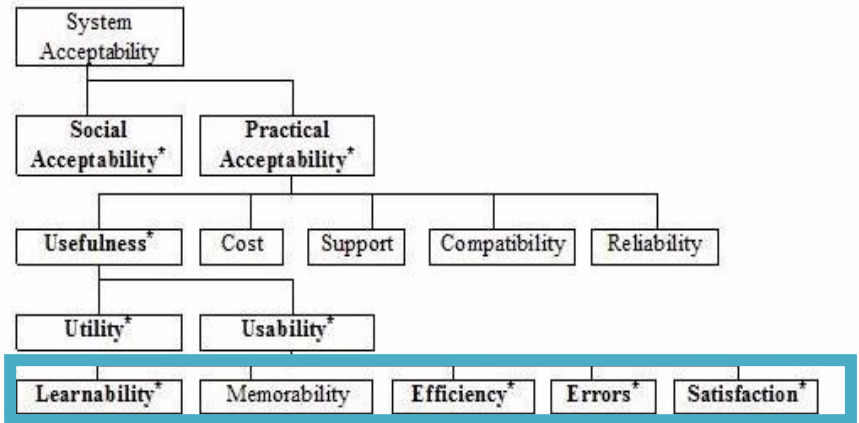 System
Acceptability
Social
Acceptability*
Practical
Acceptability*
Usefulness*
Cost
Support
Compatibility
Reliability
Utility*
Usability*
Learnability*
Memorability
Efficiency*
Errors*
Satisfaction*